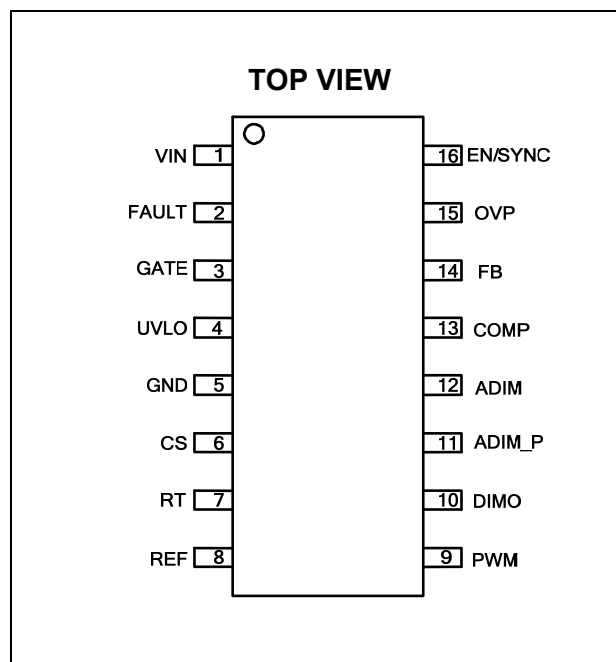 TOP VIEW
VIN 1 16 EN/SYNC
FAULT 2 15 OVP
GATE 3 14 FB
UVLO 4 13 COMP
GND 5 12 ADIM
CS 6 11 ADIM_P
RT 7 10 DIMO
REF 8 9 PWM